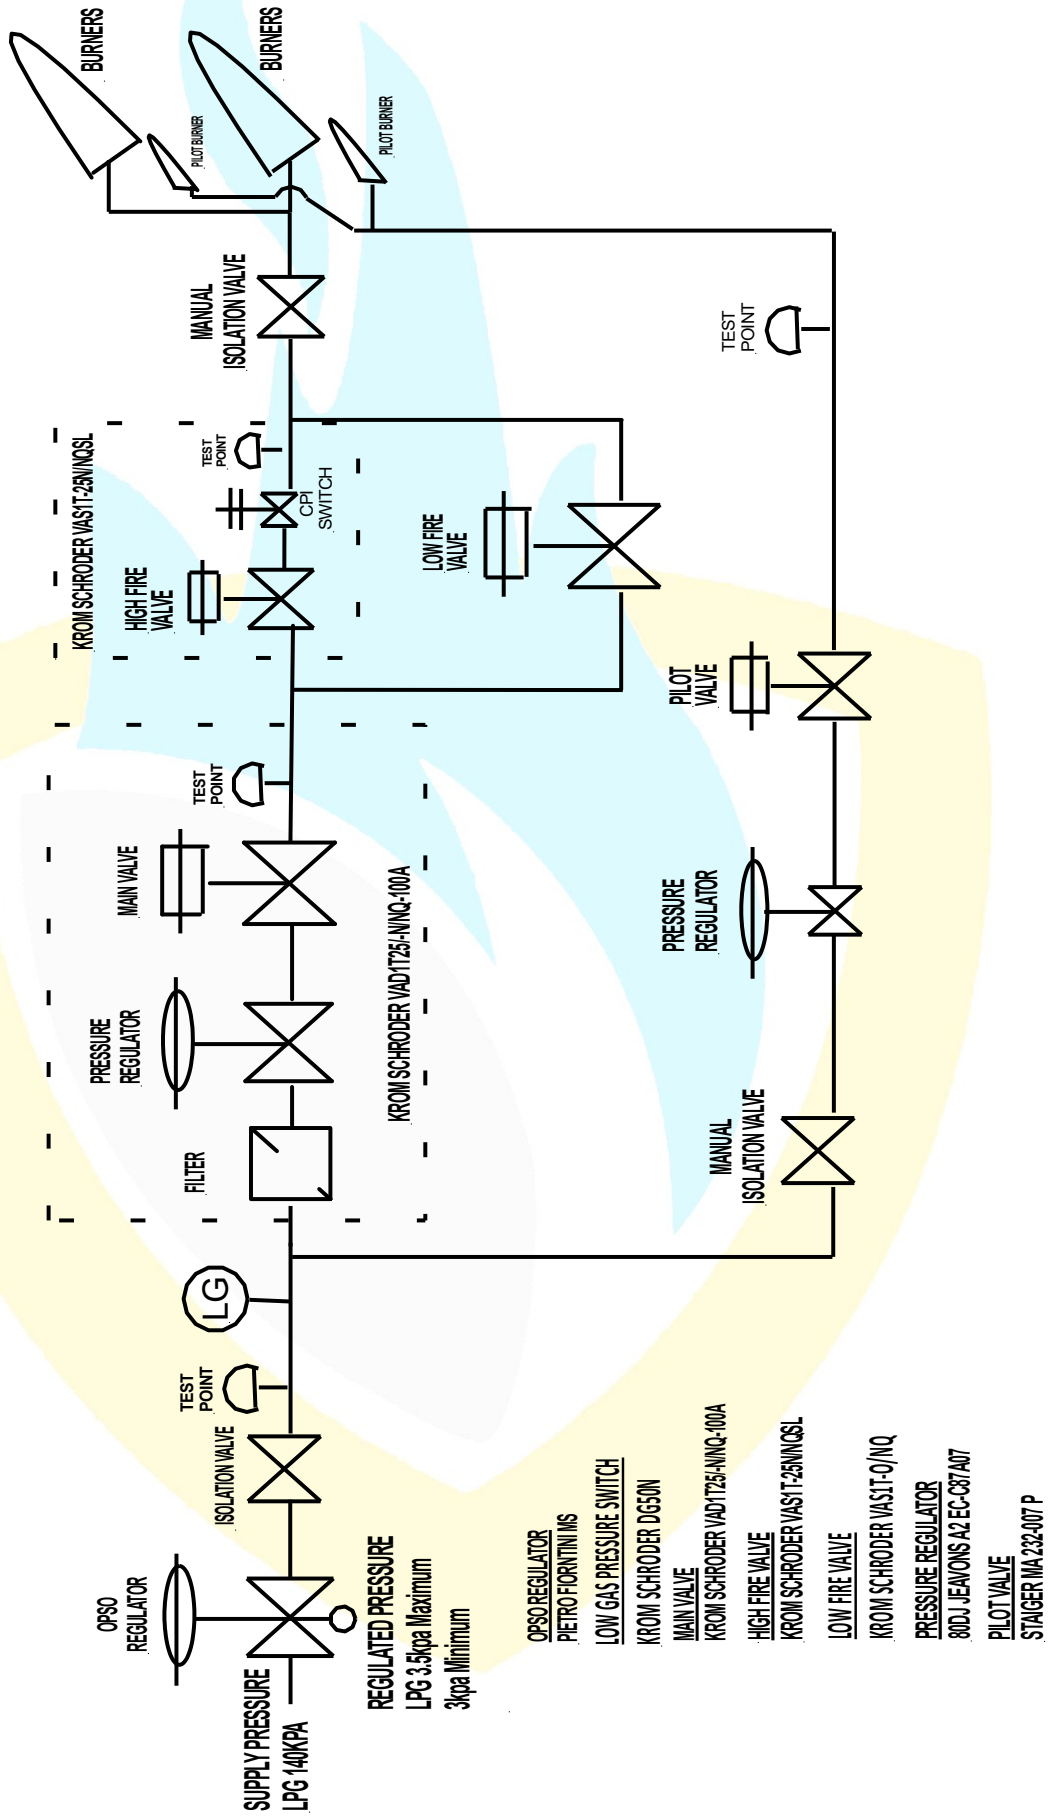 OPSO
REGULATOR
SUPPLY PRESSURE
LPG 140KPA
REGULATED PRESSURE
LPG 3.5kpa Maximum
3kpa Minimum
ISOLATION VALVE
TEST
POINT
LG
FILTER
PRESSURE
REGULATOR
MAIN VALVE
TEST
POINT
KROM SCHRODER VAD1T25/-N/NQ-100A
KROM SCHRODER VAS1T-25N/NQSL
HIGH FIRE
VALVE
CPI
SWITCH
TEST
POINT
LOW FIRE
VALVE
MANUAL
ISOLATION VALVE
BURNERS
PILOT BURNER
BURNERS
PILOT BURNER
MANUAL
ISOLATION VALVE
PRESSURE
REGULATOR
PILOT
VALVE
TEST
POINT
OPSO REGULATOR
PIETRO FIORNTINI MS
LOW GAS PRESSURE SWITCH
KROM SCHRODER DG50N
MAIN VALVE
KROM SCHRODER VAD1T25/-N/NQ-100A
HIGH FIRE VALVE
KROM SCHRODER VAS1T-25N/NQSL
LOW FIRE VALVE
KROM SCHRODER VAS1T-0/NQ
PRESSURE REGULATOR
80DJ JEAVONS A2 EC-C87 A07
PILOT VALVE
STAIGER MA 232-007 P